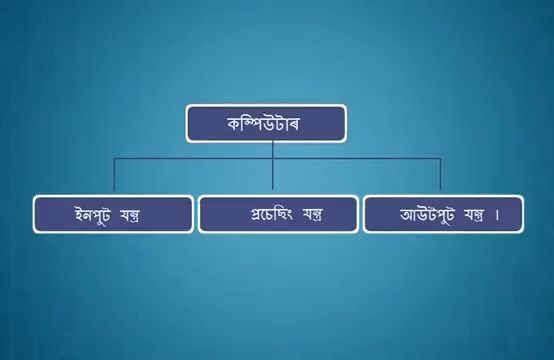 কম্পিউটাৰ
ইনপুট যন্ত্ৰ
প্ৰচেছিং যন্ত্ৰ
আউটপুট যন্ত্ৰ ।